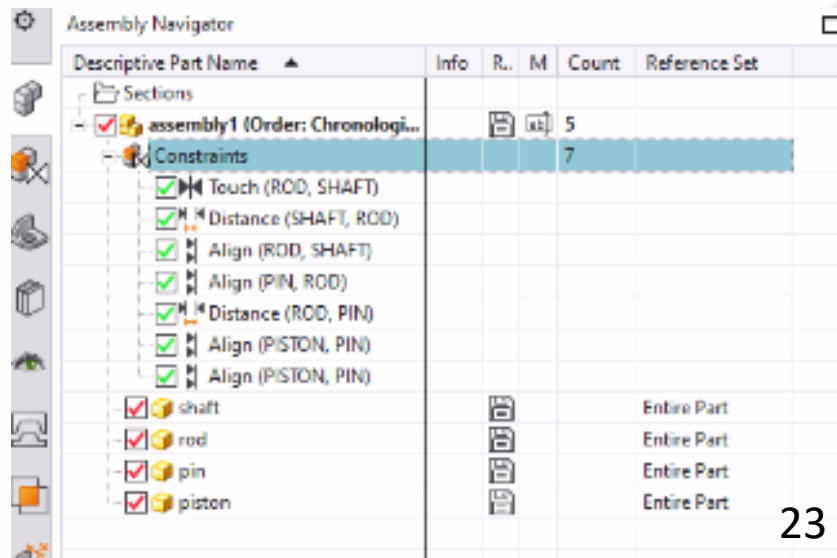 Assembly Navigator
Descriptive Part Name Info R.. M Count Reference Set
Sections
assembly1 (Order: Chronologi... 5
Constraints 7
Touch (ROD, SHAFT)
Distance (SHAFT, ROD)
Align (ROD, SHAFT)
Align (PIN, ROD)
Distance (ROD, PIN)
Align (PISTON, PIN)
Align (PISTON, PIN)
shaft Entire Part
rod Entire Part
pin Entire Part
piston Entire Part
23